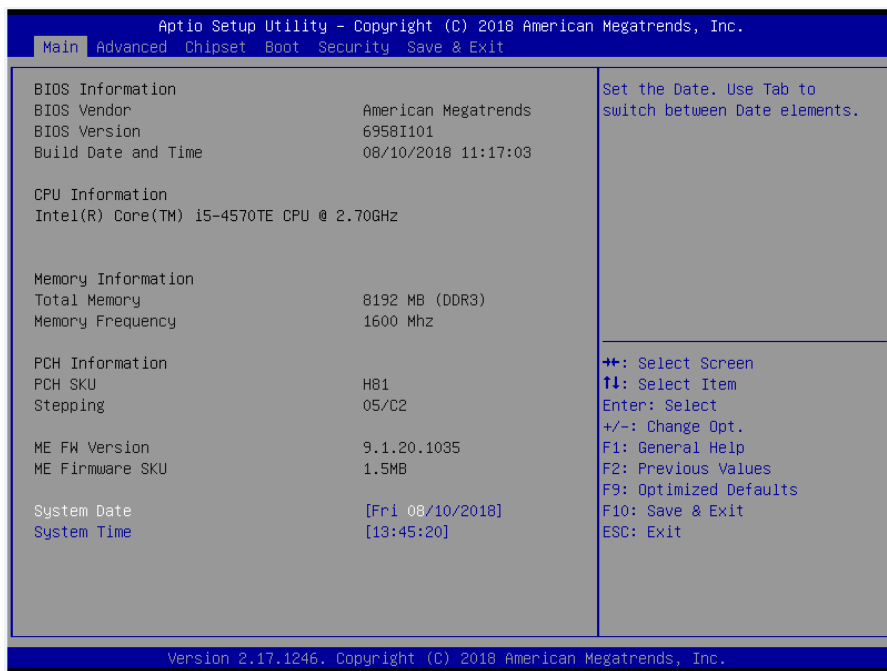 Aptio Setup Utility – Copyright (C) 2018 American Megatrends, Inc.
Main Advanced Chipset Boot Security Save & Exit
BIOS Information
BIOS Vendor American Megatrends
BIOS Version 6958I101
Build Date and Time 08/10/2018 11:17:03
CPU Information
Intel(R) Core(TM) i5-4570TE CPU @ 2.70GHz
Memory Information
Total Memory 8192 MB (DDR3)
Memory Frequency 1600 Mhz
PCH Information
PCH SKU H81
Stepping 05/C2
ME FW Version 9.1.20.1035
ME Firmware SKU 1.5MB
System Date [Fri 08/10/2018]
System Time [13:45:20]
Set the Date. Use Tab to
switch between Date elements.
→←: Select Screen
↑↓: Select Item
Enter: Select
+/-: Change Opt.
F1: General Help
F2: Previous Values
F9: Optimized Defaults
F10: Save & Exit
ESC: Exit
Version 2.17.1246. Copyright (C) 2018 American Megatrends, Inc.